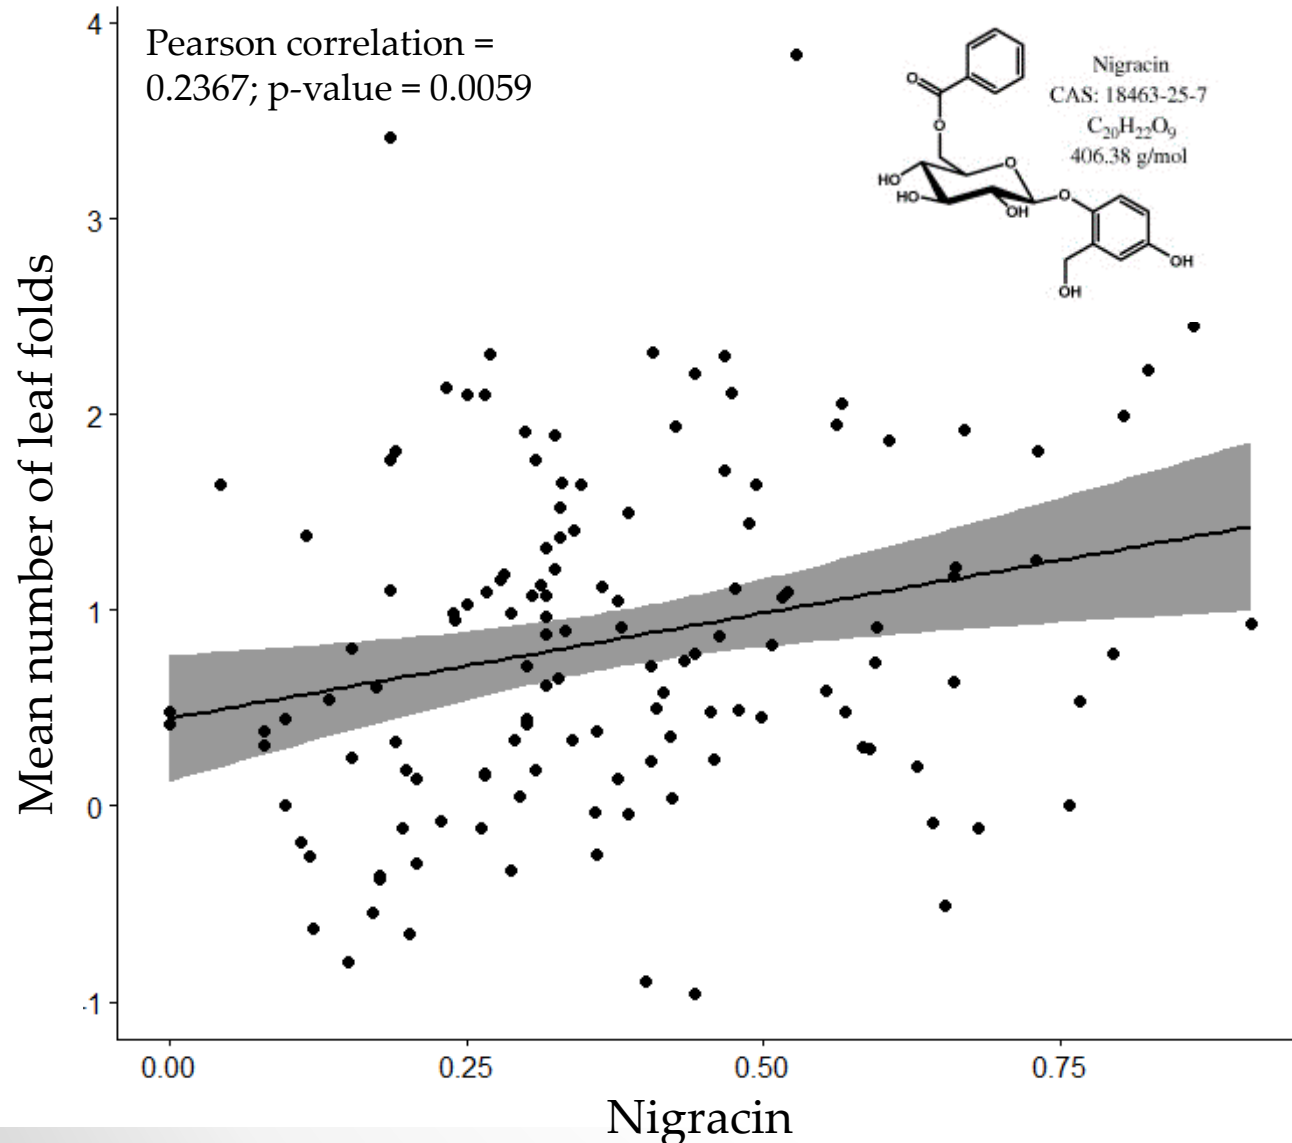 Pearson correlation =
0.2367; p-value = 0.0059
Nigracin
CAS: 18463-25-7
C₂₀H₂₂O₉
406.38 g/mol
O
O
O
O
HO
HO
OH
OH
OH
Mean number of leaf folds
4
3
2
1
0
-1
0.00 0.25 0.50 0.75
Nigracin